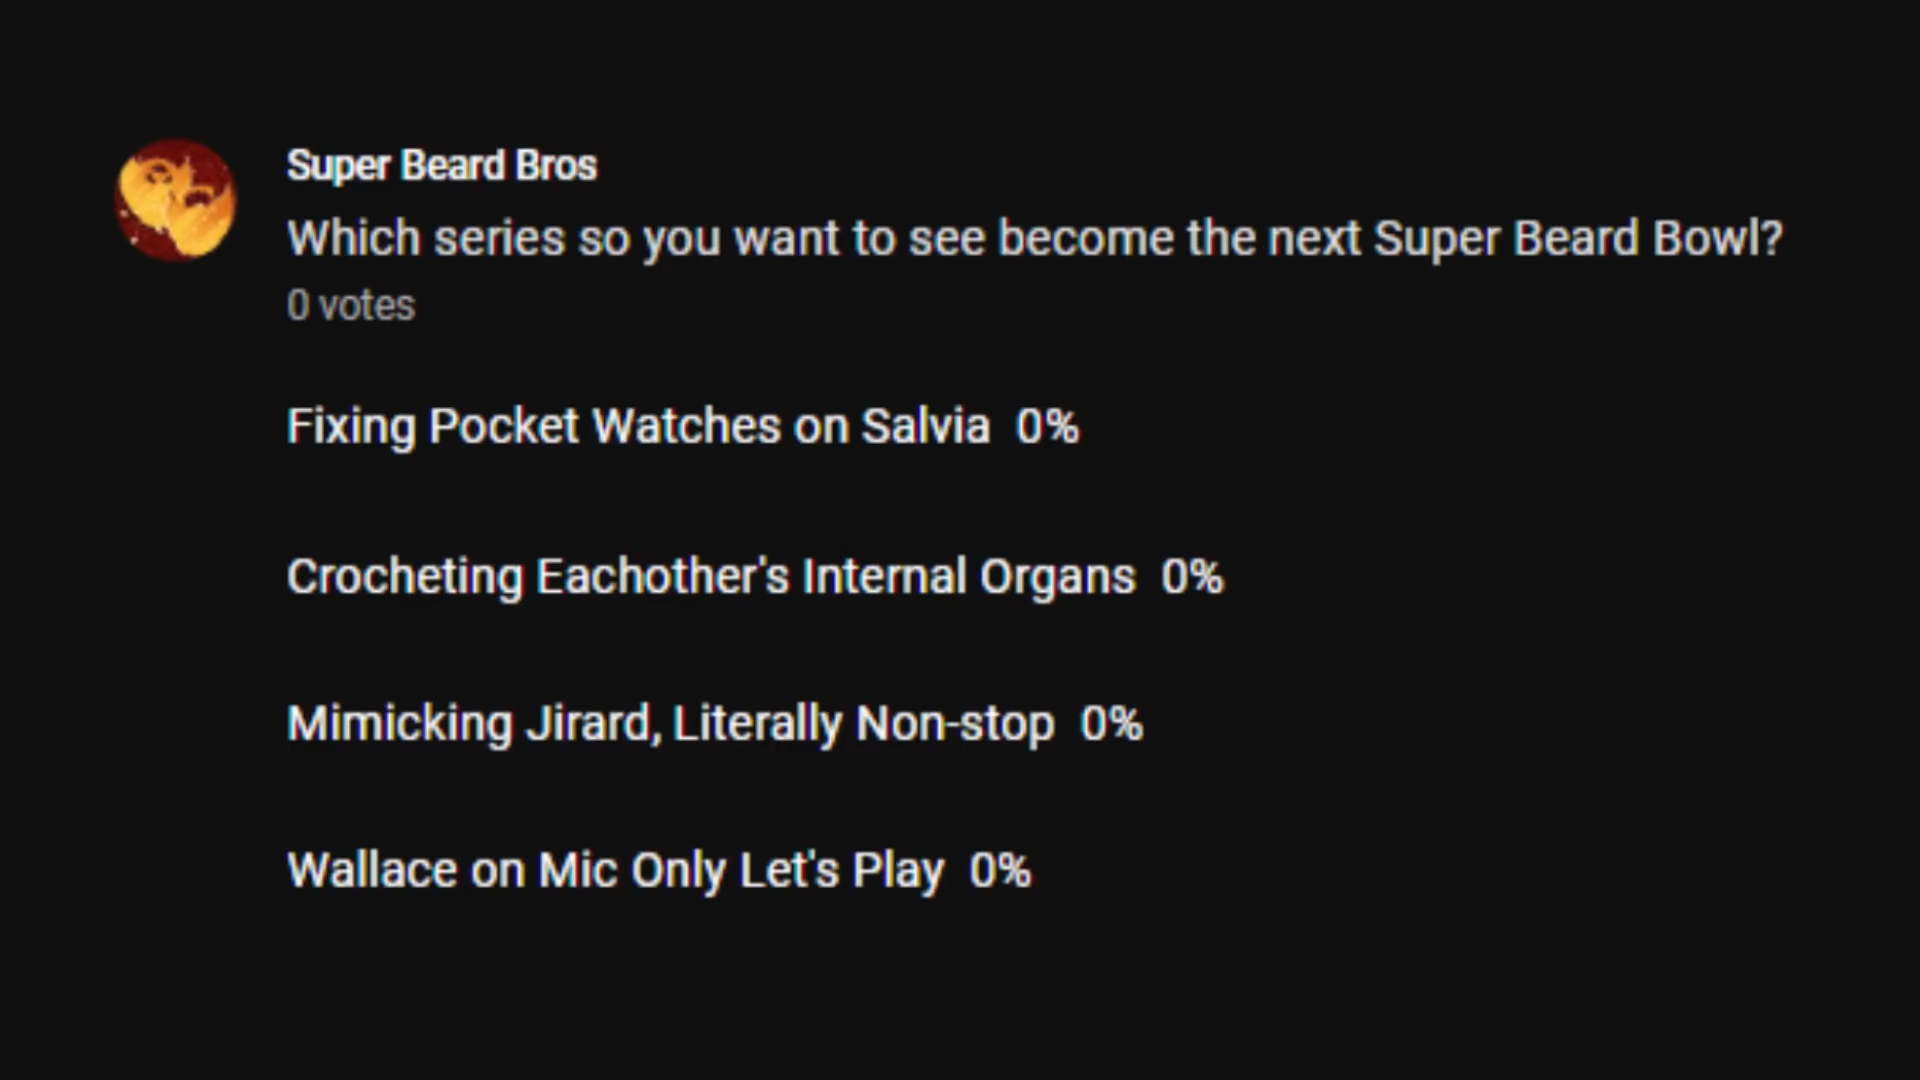 Super Beard Bros
Which series so you want to see become the next Super Beard Bowl?
0 votes
Fixing Pocket Watches on Salvia 0%
Crocheting Eachother's Internal Organs 0%
Mimicking Jirard, Literally Non-stop 0%
Wallace on Mic Only Let's Play 0%